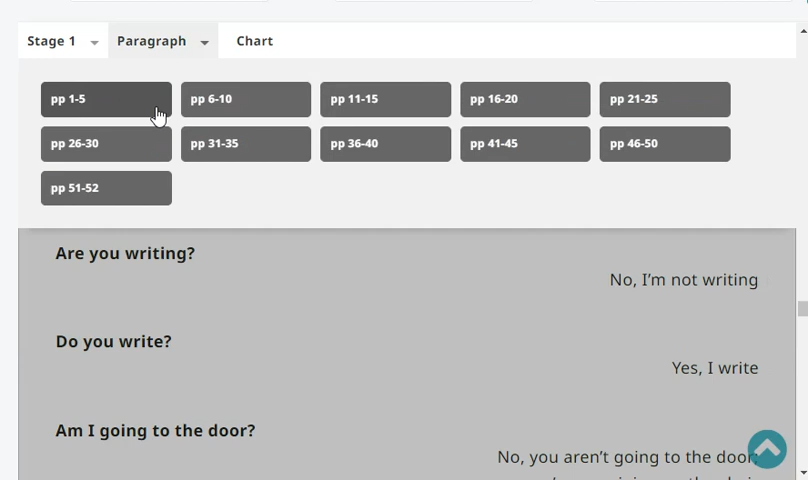 Stage 1 Paragraph Chart
pp 1-5 pp 6-10 pp 11-15 pp 16-20 pp 21-25
pp 26-30 pp 31-35 pp 36-40 pp 41-45 pp 46-50
pp 51-52
Are you writing?
No, I'm not writing
Do you write?
Yes, I write
Am I going to the door?
No, you aren't going to the door;